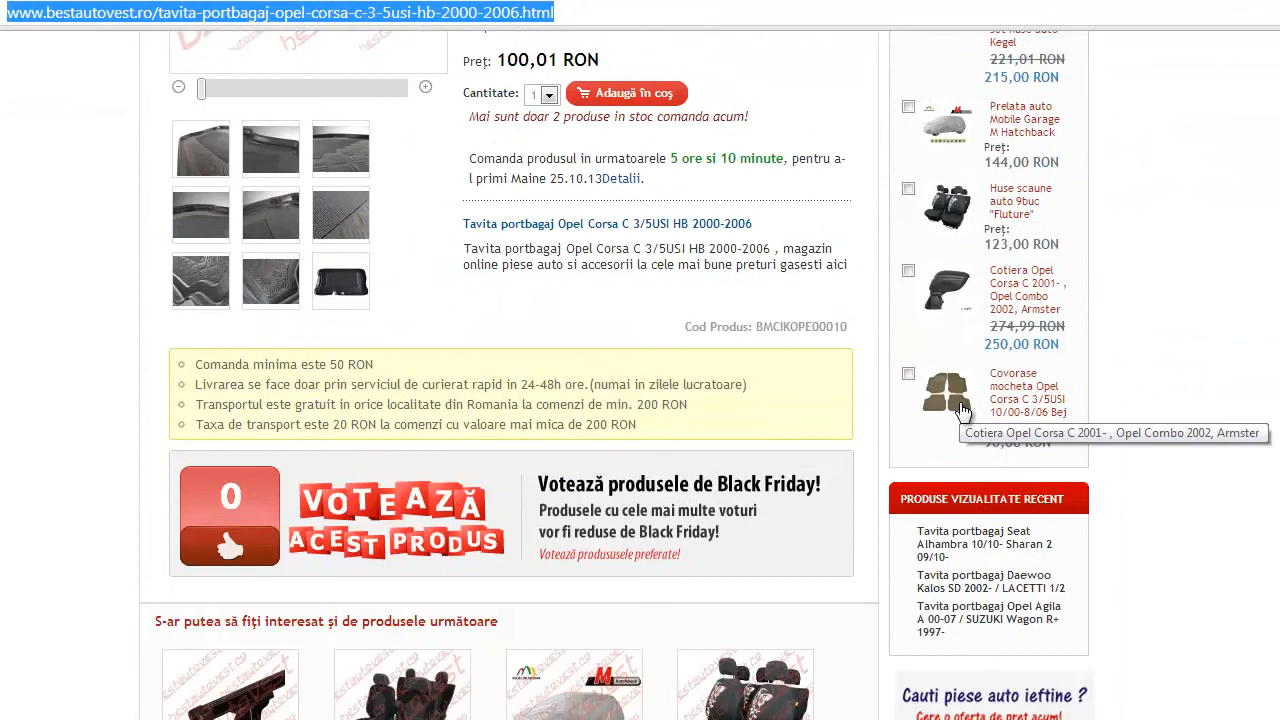 www.bestautovest.ro/tavita-portbagaj-opel-corsa-c-3-5usi-hb-2000-2006.html
Preţ: 100,01 RON
Cantitate: 1 Adaugă în coş
Mai sunt doar 2 produse in stoc comanda acum!
Comanda produsul in urmatoarele 5 ore si 10 minute, pentru a-
l primi Maine 25.10.13Detalii.
Tavita portbagaj Opel Corsa C 3/5USI HB 2000-2006
Tavita portbagaj Opel Corsa C 3/5USI HB 2000-2006 , magazin
online piese auto si accesorii la cele mai bune preturi gasesti aici
Cod Produs: BMCIKOPE00010
Comanda minima este 50 RON
Livrarea se face doar prin serviciul de curierat rapid in 24-48h ore.(numai in zilele lucratoare)
Transportul este gratuit in orice localitate din Romania la comenzi de min. 200 RON
Taxa de transport este 20 RON la comenzi cu valoare mai mica de 200 RON
0
VOTEAZĂ
ACEST PRODUS
Votează produsele de Black Friday!
Produsele cu cele mai multe voturi
vor fi reduse de Black Friday!
Votează prodususele preferate!
S-ar putea să fiţi interesat şi de produsele următoare
Kegel
221,01 RON
215,00 RON
Prelata auto
Mobile Garage
M Hatchback
Preţ:
144,00 RON
Huse scaune
auto 9buc
"Fluture"
Preţ:
123,00 RON
Cotiera Opel
Corsa C 2001- ,
Opel Combo
2002, Armster
274,99 RON
250,00 RON
Covorase
mocheta Opel
Corsa C 3/5USI
10/00-8/06 Bej
Cotiera Opel Corsa C 2001- , Opel Combo 2002, Armster
PRODUSE VIZUALITATE RECENT
Tavita portbagaj Seat
Alhambra 10/10- Sharan 2
09/10-
Tavita portbagaj Daewoo
Kalos SD 2002- / LACETTI 1/2
Tavita portbagaj Opel Agila
A 00-07 / SUZUKI Wagon R+
1997-
Cauti piese auto ieftine ?
Cere o oferta de pret acum!